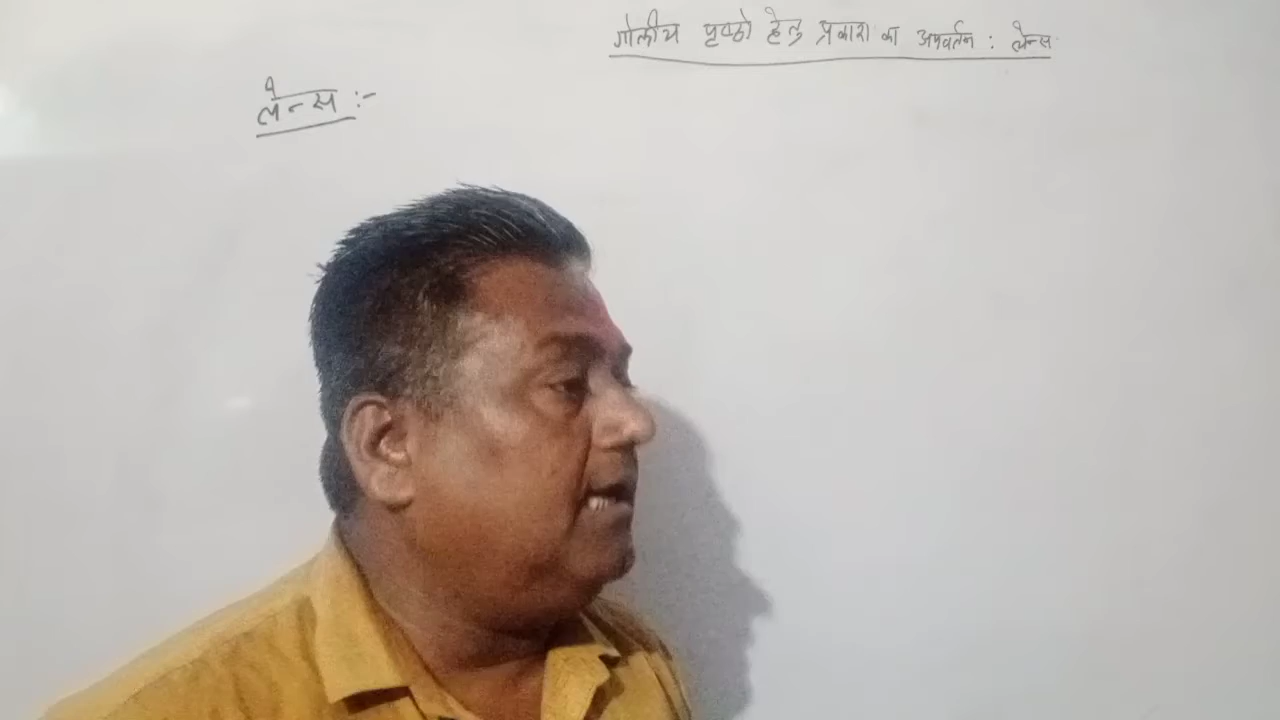 गोलीय पृष्ठो हेतु प्रकाश का अपवर्तन : लेन्स
लेन्स :-